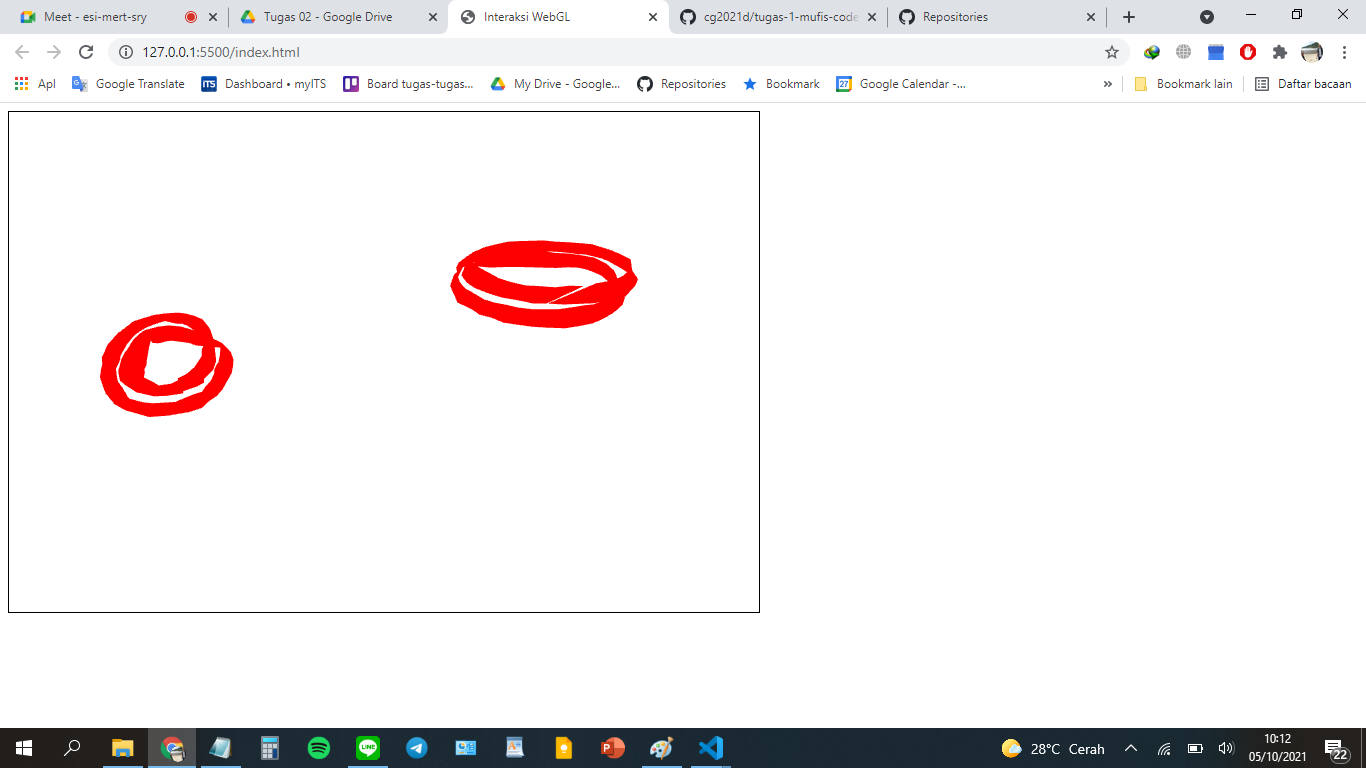 Meet - esi-mert-sry
Tugas 02 - Google Drive
Interaksi WebGL
cg2021d/tugas-1-mufis-code
Repositories
127.0.0.1:5500/index.html
Apl
Google Translate
iTS
Dashboard • myITS
Board tugas-tugas...
My Drive - Google...
Repositories
Bookmark
27
Google Calendar -...
»
Bookmark lain
Daftar bacaan
28°C Cerah
10:12
05/10/2021
22